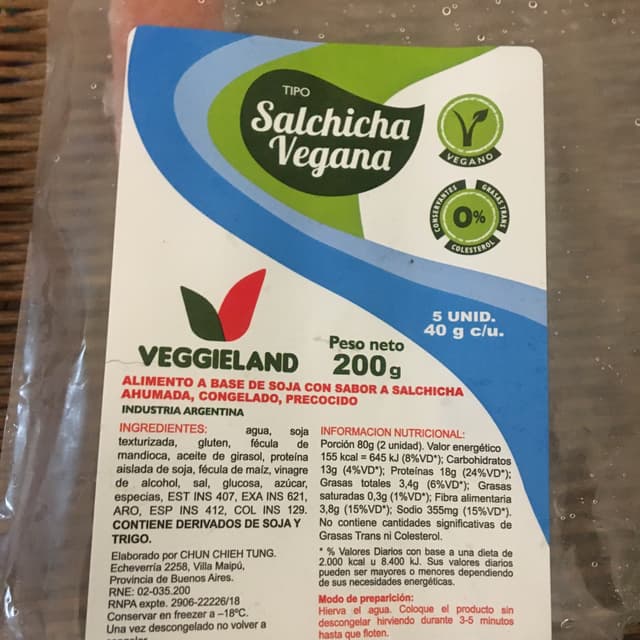 TIPO
Salchicha
Vegana
VEGANO
CONSERVANTES
GRASAS TRANS
0%
COLESTEROL
5 UNID.
40 g c/u.
VEGGIELAND
Peso neto
200g
ALIMENTO A BASE DE SOJA CON SABOR A SALCHICHA
AHUMADA, CONGELADO, PRECOCIDO
INDUSTRIA ARGENTINA
INGREDIENTES: agua, soja
texturizada, gluten, fécula de
mandioca, aceite de girasol, proteína
aislada de soja, fécula de maíz, vinagre
de alcohol, sal, glucosa, azúcar,
especias, EST INS 407, EXA INS 621,
ARO, ESP INS 412, COL INS 129.
CONTIENE DERIVADOS DE SOJA Y
TRIGO.
Elaborado por CHUN CHIEH TUNG.
Echeverría 2258, Villa Maipú,
Provincia de Buenos Aires.
RNE: 02-035.200
RNPA expte. 2906-22226/18
Conservar en freezer a –18ºC.
Una vez descongelado no volver a
INFORMACION NUTRICIONAL:
Porción 80g (2 unidad). Valor energético
155 kcal = 645 kJ (8%VD*); Carbohidratos
13g (4%VD*); Proteínas 18g (24%VD*);
Grasas totales 3,4g (6%VD*); Grasas
saturadas 0,3g (1%VD*); Fibra alimentaria
3,8g (15%VD*); Sodio 355mg (15%VD*).
No contiene cantidades significativas de
Grasas Trans ni Colesterol.
* % Valores Diarios con base a una dieta de
2.000 kcal u 8.400 kJ. Sus valores diarios
pueden ser mayores o menores dependiendo
de sus necesidades energéticas.
Modo de preparación:
Hierva el agua. Coloque el producto sin
descongelar hirviendo durante 3-5 minutos
hasta que floten.